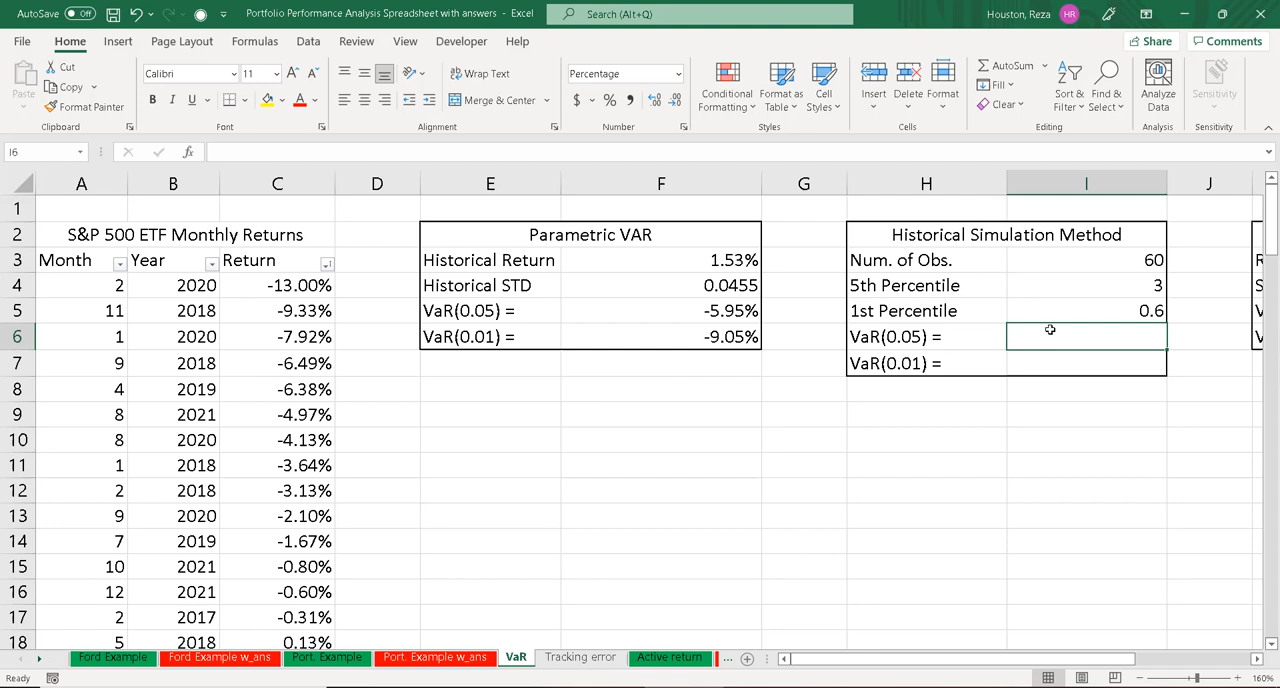 AutoSave Off Portfolio Performance Analysis Spreadsheet with answers - Excel Search (Alt+Q) Houston, Reza HR
File Home Insert Page Layout Formulas Data Review View Developer Help Share Comments
Paste Cut Copy Format Painter Clipboard
Calibri 11 A A B I U A Font
Wrap Text Merge & Center Alignment
Percentage $ % , Number
Conditional Formatting Format as Table Cell Styles Styles
Insert Delete Format Cells
AutoSum Fill Clear Sort & Filter Find & Select Editing
Analyze Data Analysis
Sensitivity Sensitivity
I6 fx
A B C D E F G H I J
1
2 S&P 500 ETF Monthly Returns Parametric VAR Historical Simulation Method
3 Month Year Return Historical Return 1.53% Num. of Obs. 60
4 2 2020 -13.00% Historical STD 0.0455 5th Percentile 3
5 11 2018 -9.33% VaR(0.05) = -5.95% 1st Percentile 0.6
6 1 2020 -7.92% VaR(0.01) = -9.05% VaR(0.05) =
7 9 2018 -6.49% VaR(0.01) =
8 4 2019 -6.38%
9 8 2021 -4.97%
10 8 2020 -4.13%
11 1 2018 -3.64%
12 2 2018 -3.13%
13 9 2020 -2.10%
14 7 2019 -1.67%
15 10 2021 -0.80%
16 12 2021 -0.60%
17 2 2017 -0.31%
18 5 2018 0.13%
Ford Example Ford Example w_ans Port. Example Port. Example w_ans VaR Tracking error Active return ...
Ready 160%